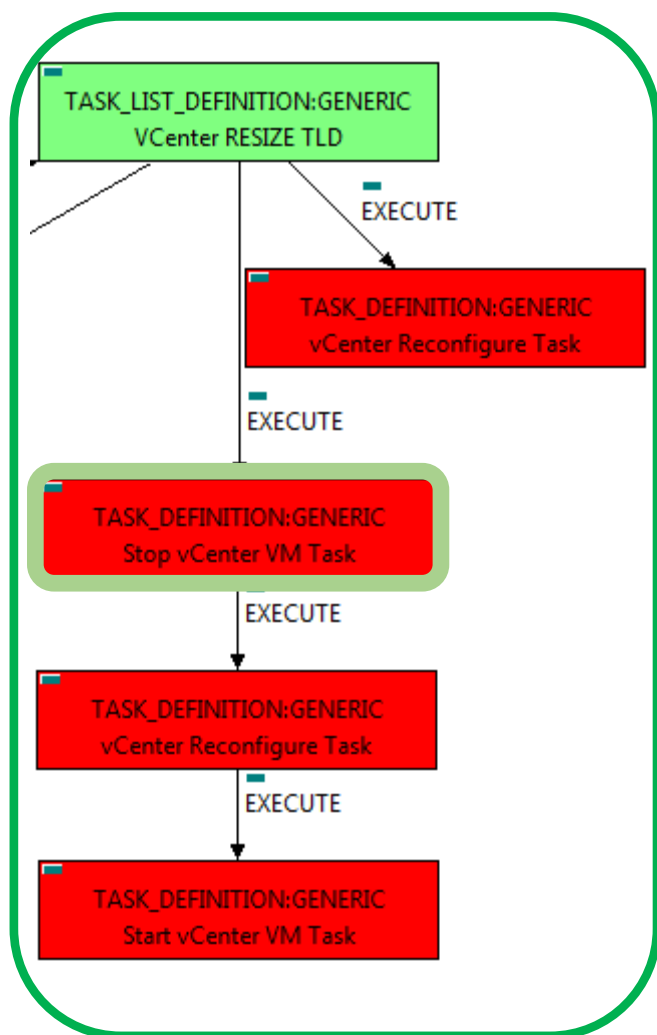 TASK_LIST_DEFINITION:GENERIC
VCenter RESIZE TLD
EXECUTE
TASK_DEFINITION:GENERIC
vCenter Reconfigure Task
EXECUTE
TASK_DEFINITION:GENERIC
Stop vCenter VM Task
EXECUTE
TASK_DEFINITION:GENERIC
vCenter Reconfigure Task
EXECUTE
TASK_DEFINITION:GENERIC
Start vCenter VM Task